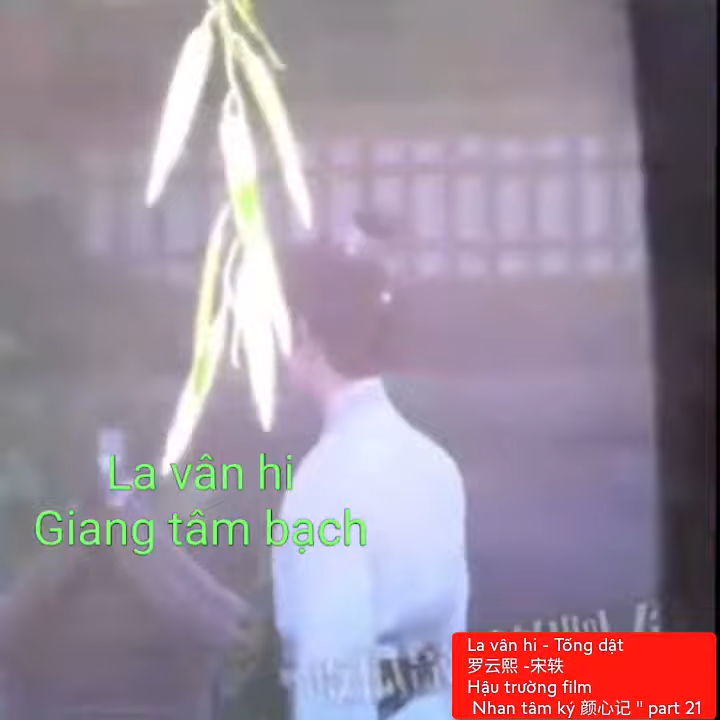 La vân hi
Giang tâm bạch
La vân hi - Tống dật
罗云熙 -宋轶
Hậu trường film
Nhan tâm ký 颜心记 " part 21